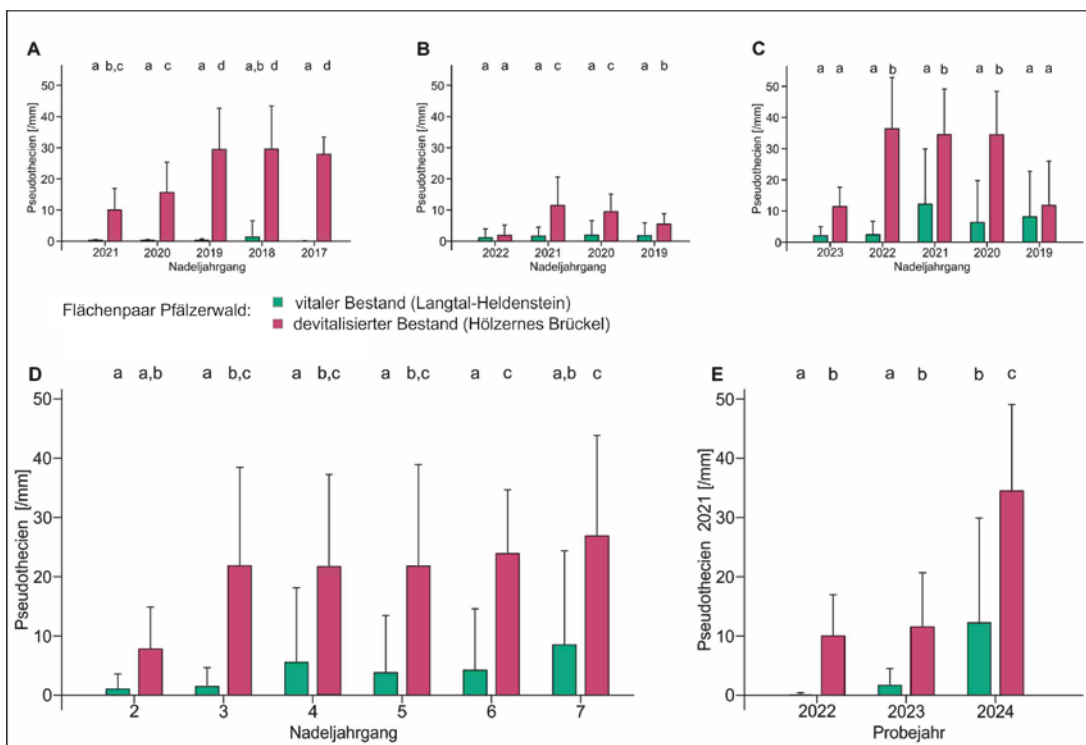 A
a b,c a c a d a,b d a d
Pseudothecien [/mm]
50
40
30
20
10
0
2021 2020 2019 2018 2017
Nadeljahrgang
B
a a a c a c a b
Pseudothecien [/mm]
50
40
30
20
10
0
2022 2021 2020 2019
Nadeljahrgang
C
a a a b a b a b a a
Pseudothecien [/mm]
50
40
30
20
10
0
2023 2022 2021 2020 2019
Nadeljahrgang
Flächenpaar Pfälzerwald:
vitaler Bestand (Langtal-Heldenstein)
devitalisierter Bestand (Hölzernes Brückel)
D
a a,b a b,c a b,c a b,c a c a,b c
Pseudothecien [/mm]
50
40
30
20
10
0
2 3 4 5 6 7
Nadeljahrgang
E
a b a b b c
Pseudothecien 2021 [/mm]
50
40
30
20
10
0
2022 2023 2024
Probejahr